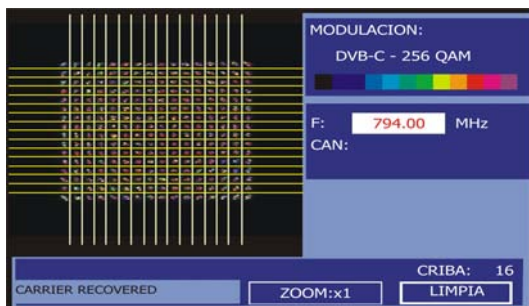 MODULACION:
DVB-C - 256 QAM
F: 794.00 MHz
CAN:
CRIBA: 16
CARRIER RECOVERED
ZOOM:x1
LIMPIA